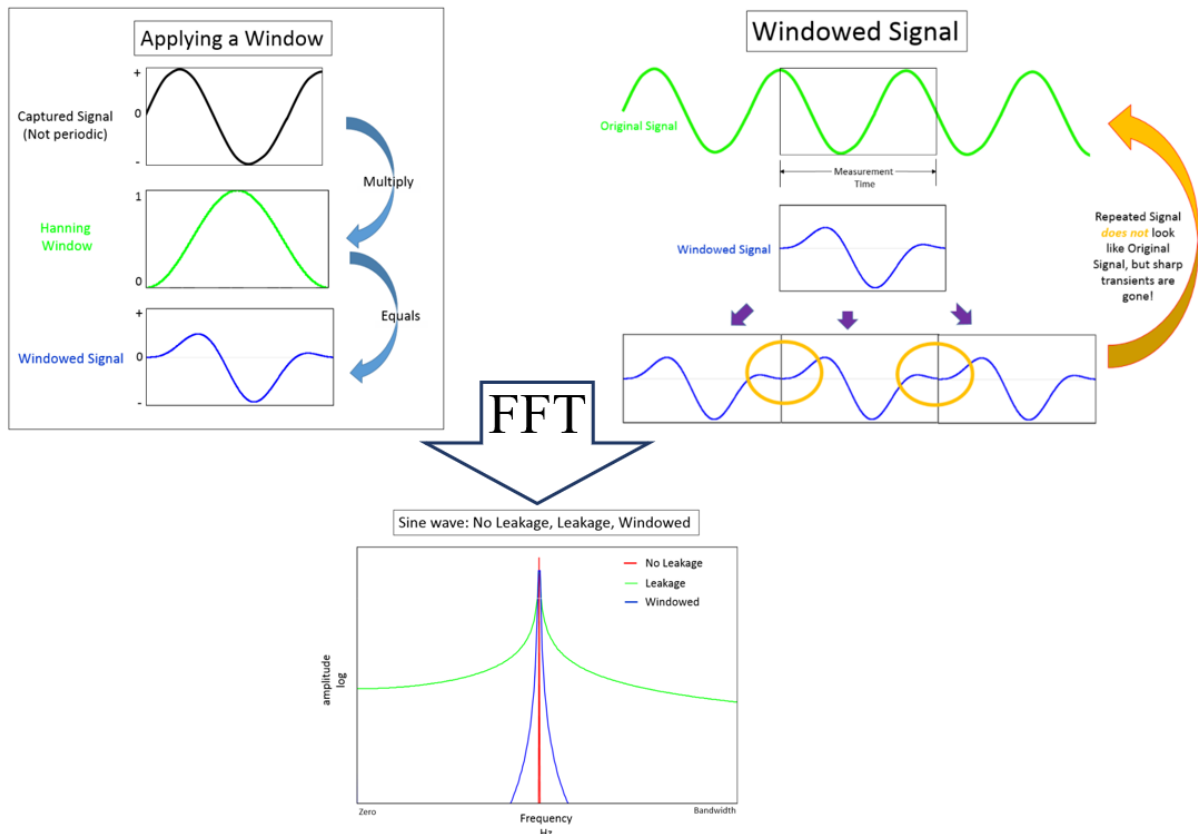 Applying a Window
+
Captured Signal
(Not periodic)
0
-
Multiply
1
Hanning
Window
0
Equals
+
Windowed Signal
0
-
Windowed Signal
Original Signal
Measurement
Time
Windowed Signal
Repeated Signal
does not look
like Original
Signal, but sharp
transients are
gone!
FFT
Sine wave: No Leakage, Leakage, Windowed
No Leakage
Leakage
Windowed
amplitude
log
Zero
Bandwidth
Frequency
Hz